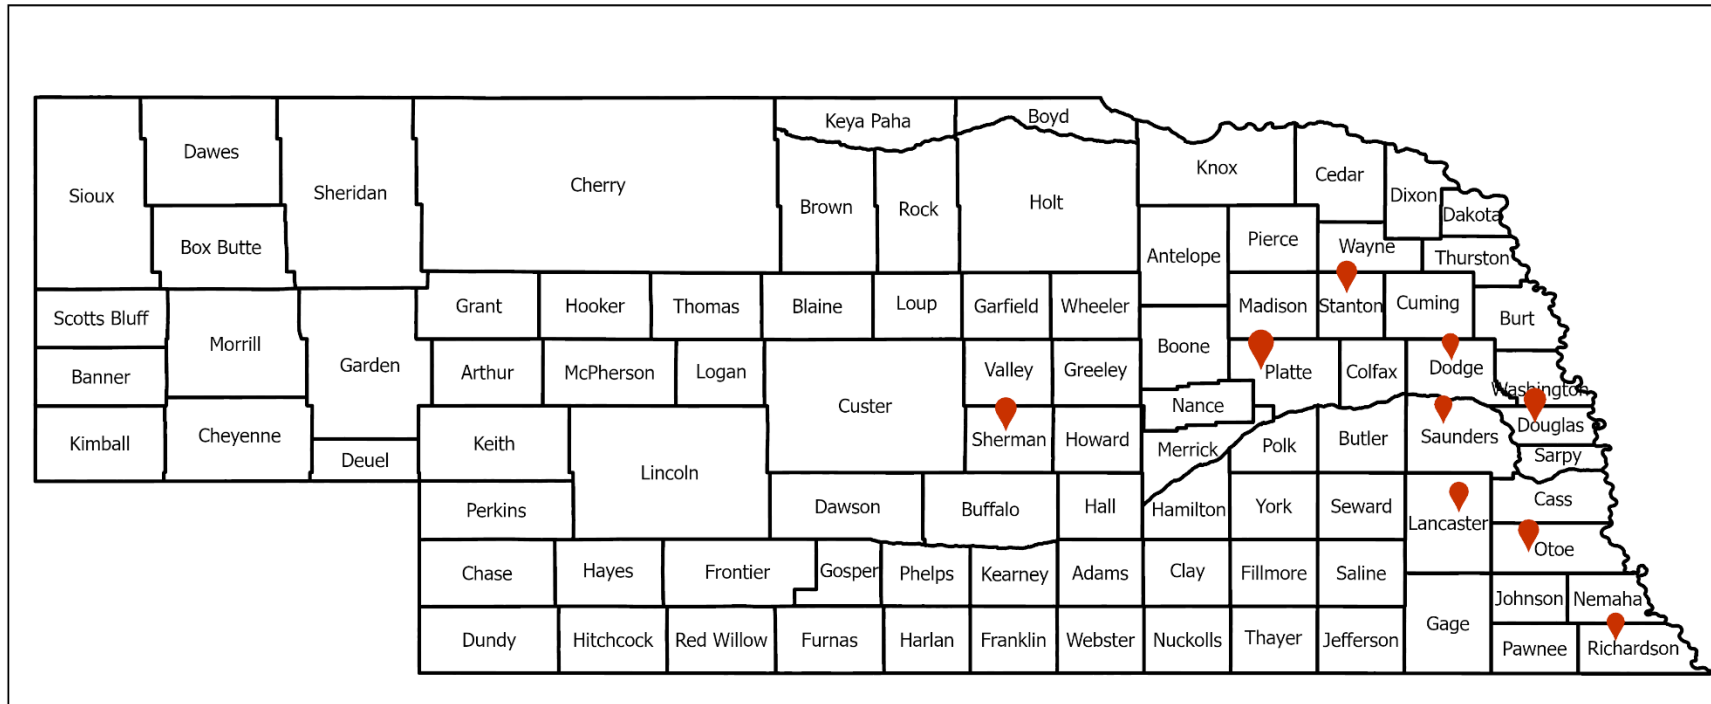 Keya Paha
Boyd
Dawes
Knox
Cedar
Sioux
Sheridan
Cherry
Brown
Rock
Holt
Dixon
Dakota
Box Butte
Antelope
Pierce
Wayne
Thurston
Scotts Bluff
Grant
Hooker
Thomas
Blaine
Loup
Garfield
Wheeler
Madison
Stanton
Cuming
Burt
Morrill
Garden
Boone
Banner
Arthur
McPherson
Logan
Valley
Greeley
Platte
Colfax
Dodge
Washington
Custer
Nance
Kimball
Cheyenne
Deuel
Keith
Lincoln
Sherman
Howard
Merrick
Polk
Butler
Saunders
Douglas
Sarpy
Perkins
Dawson
Buffalo
Hall
Hamilton
York
Seward
Lancaster
Cass
Otoe
Chase
Hayes
Frontier
Gosper
Phelps
Kearney
Adams
Clay
Fillmore
Saline
Johnson
Nemaha
Dundy
Hitchcock
Red Willow
Furnas
Harlan
Franklin
Webster
Nuckolls
Thayer
Jefferson
Gage
Pawnee
Richardson